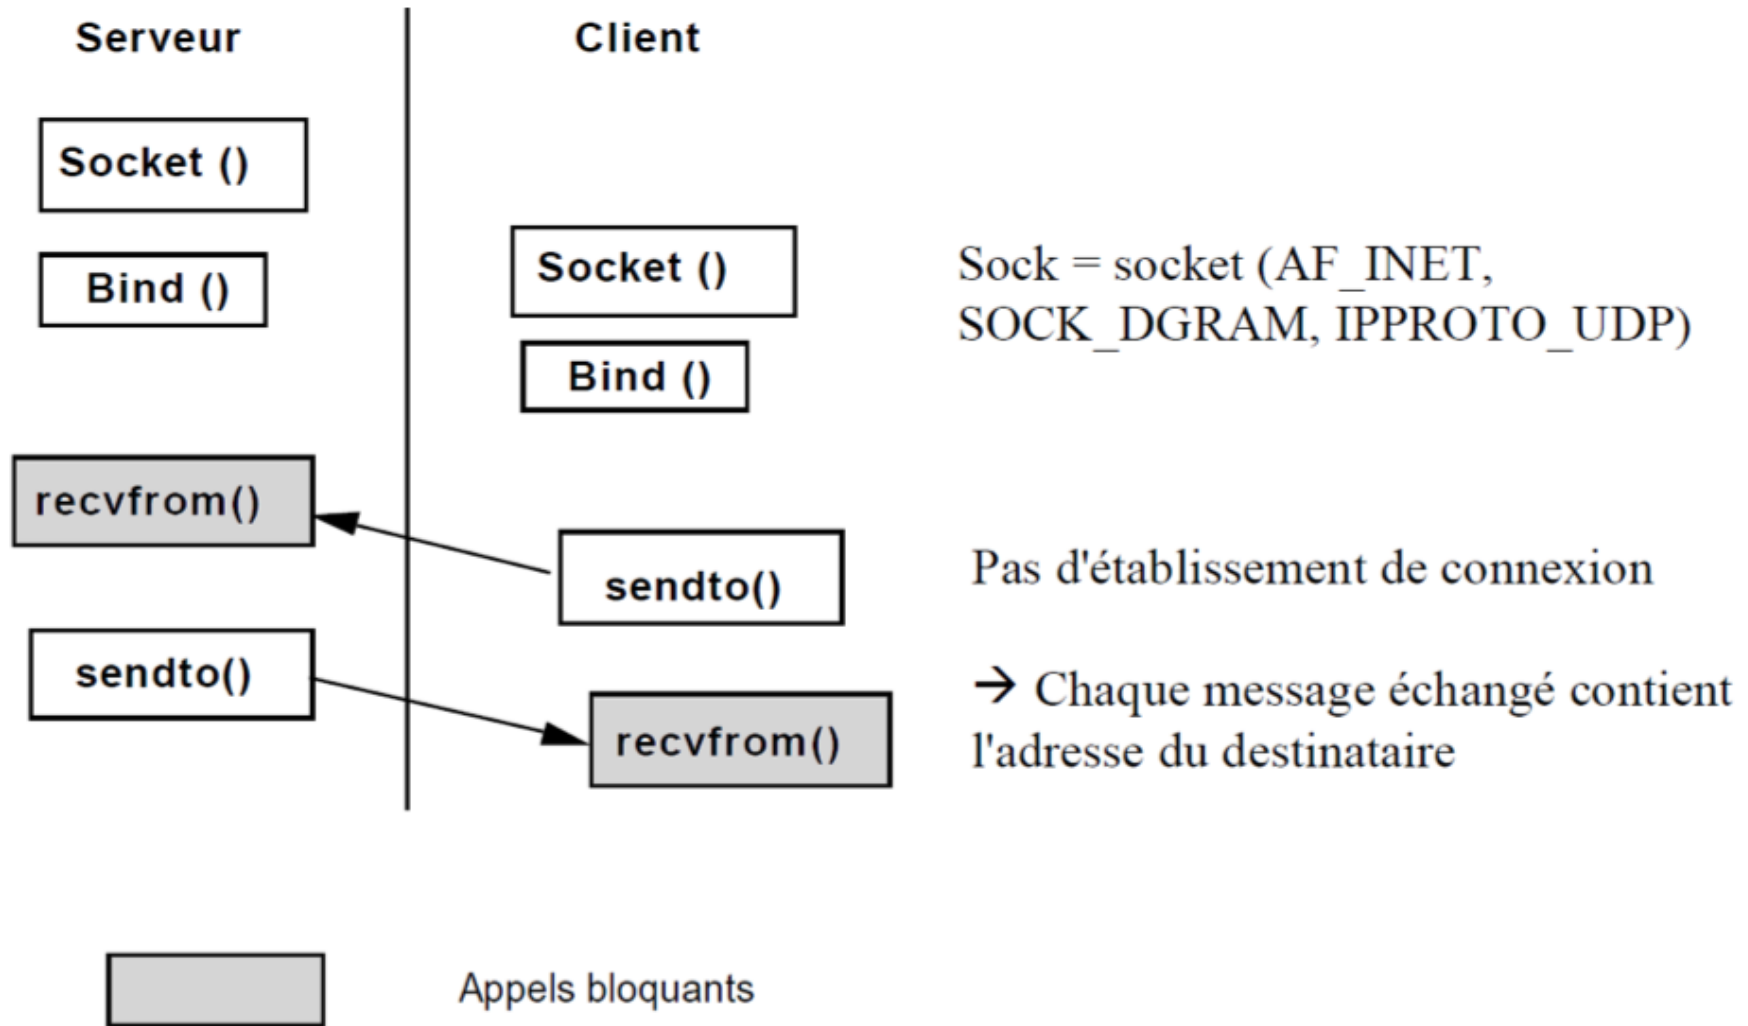 Serveur
Client
Socket ()
Bind ()
Socket ()
Bind ()
Sock = socket (AF_INET,
SOCK_DGRAM, IPPROTO_UDP)
recvfrom()
sendto()
Pas d'établissement de connexion
sendto()
recvfrom()
→ Chaque message échangé contient
l'adresse du destinataire
Appels bloquants